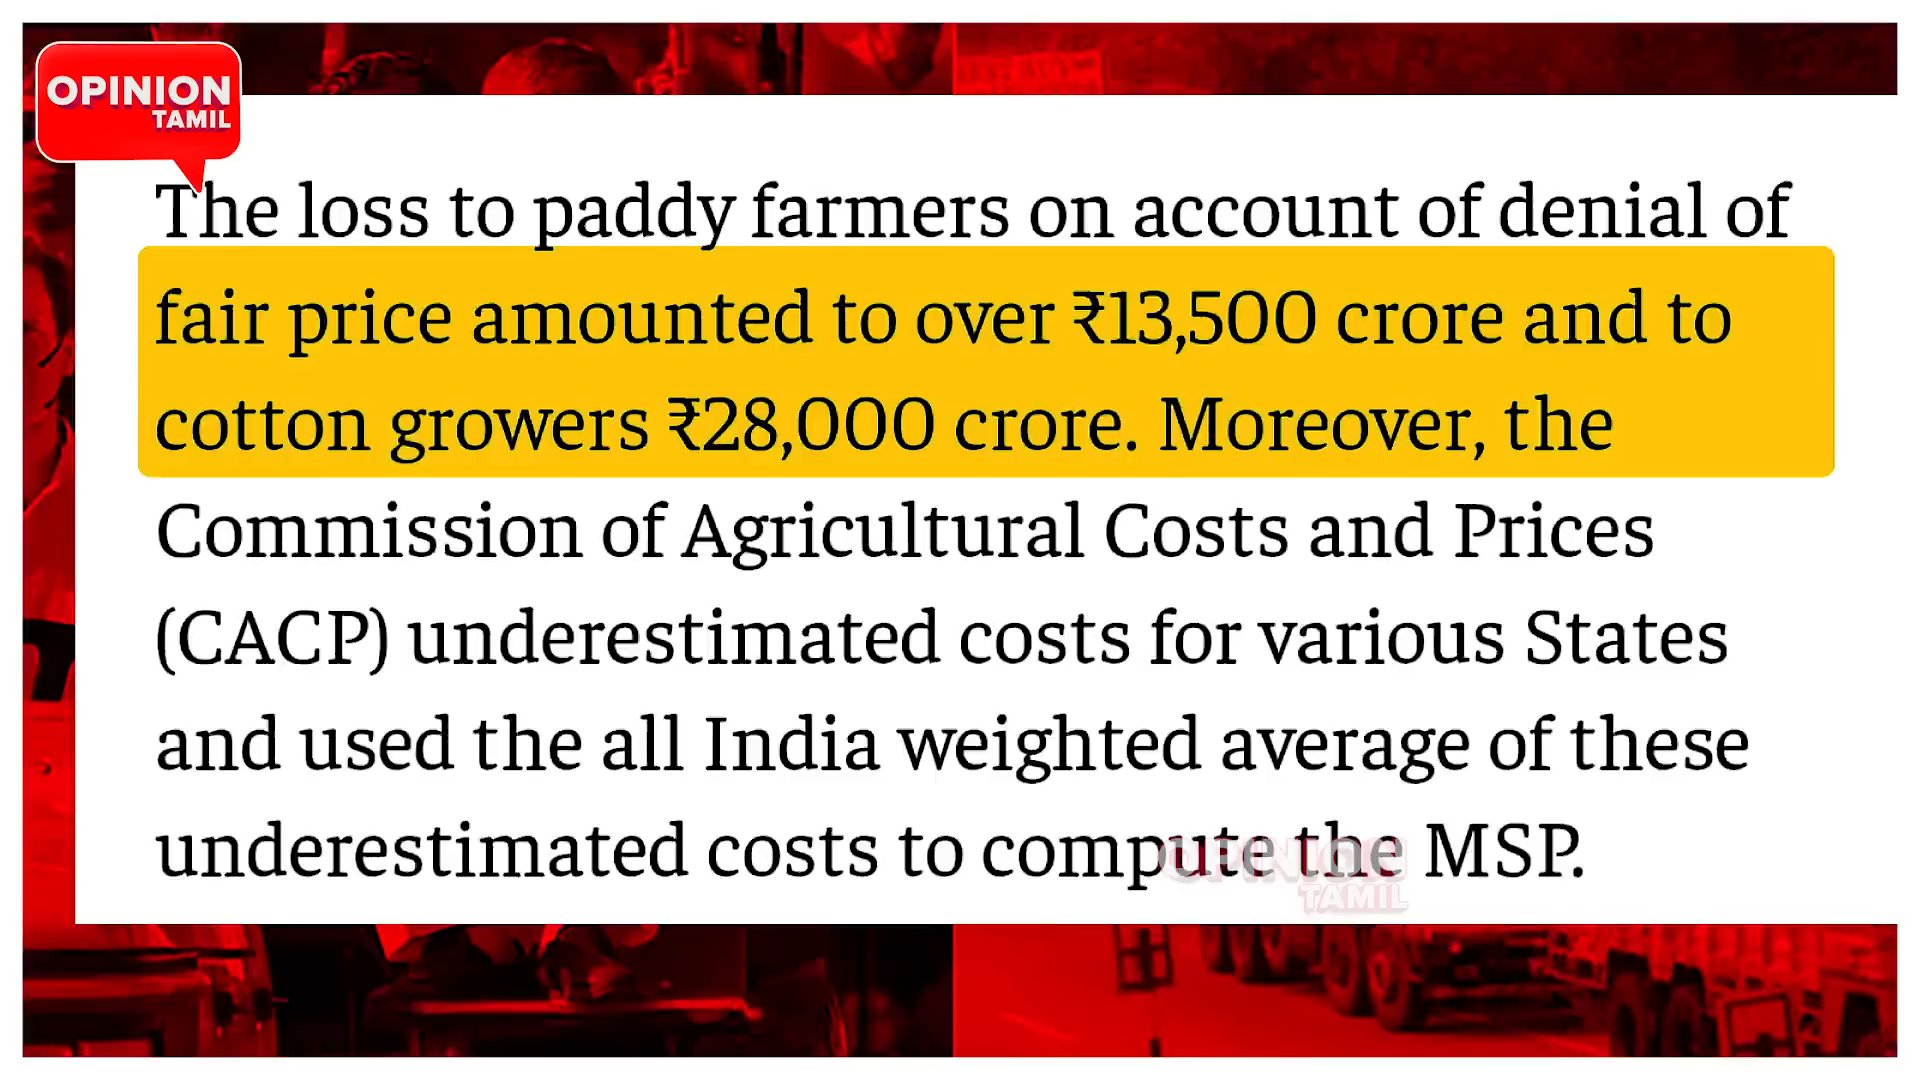 OPINION
TAMIL
The loss to paddy farmers on account of denial of
fair price amounted to over ₹13,500 crore and to
cotton growers ₹28,000 crore. Moreover, the
Commission of Agricultural Costs and Prices
(CACP) underestimated costs for various States
and used the all India weighted average of these
underestimated costs to compute the MSP.
OPINION
TAMIL